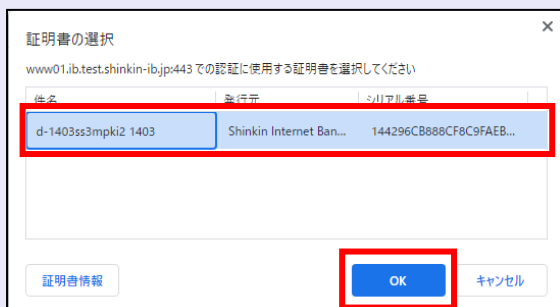 証明書の選択
www01.ib.test.shinkin-ib.jp:443 での認証に使用する証明書を選択してください
件名 発行元 シリアル番号
d-1403ss3mpki2 1403 Shinkin Internet Ban... 144296CB888CF8C9FAEB...
証明書情報 OK キャンセル